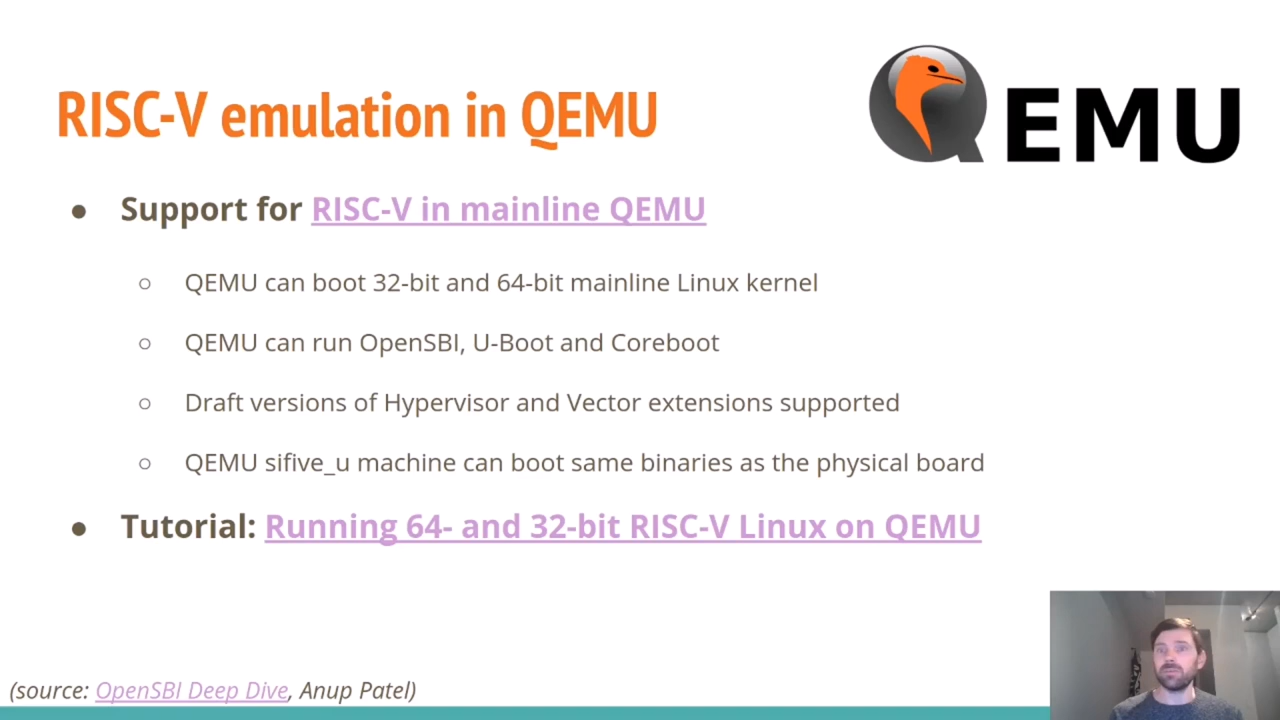 RISC-V emulation in QEMU
QEMU
● Support for RISC-V in mainline QEMU
○ QEMU can boot 32-bit and 64-bit mainline Linux kernel
○ QEMU can run OpenSBI, U-Boot and Coreboot
○ Draft versions of Hypervisor and Vector extensions supported
○ QEMU sifive_u machine can boot same binaries as the physical board
● Tutorial: Running 64- and 32-bit RISC-V Linux on QEMU
(source: OpenSBI Deep Dive, Anup Patel)